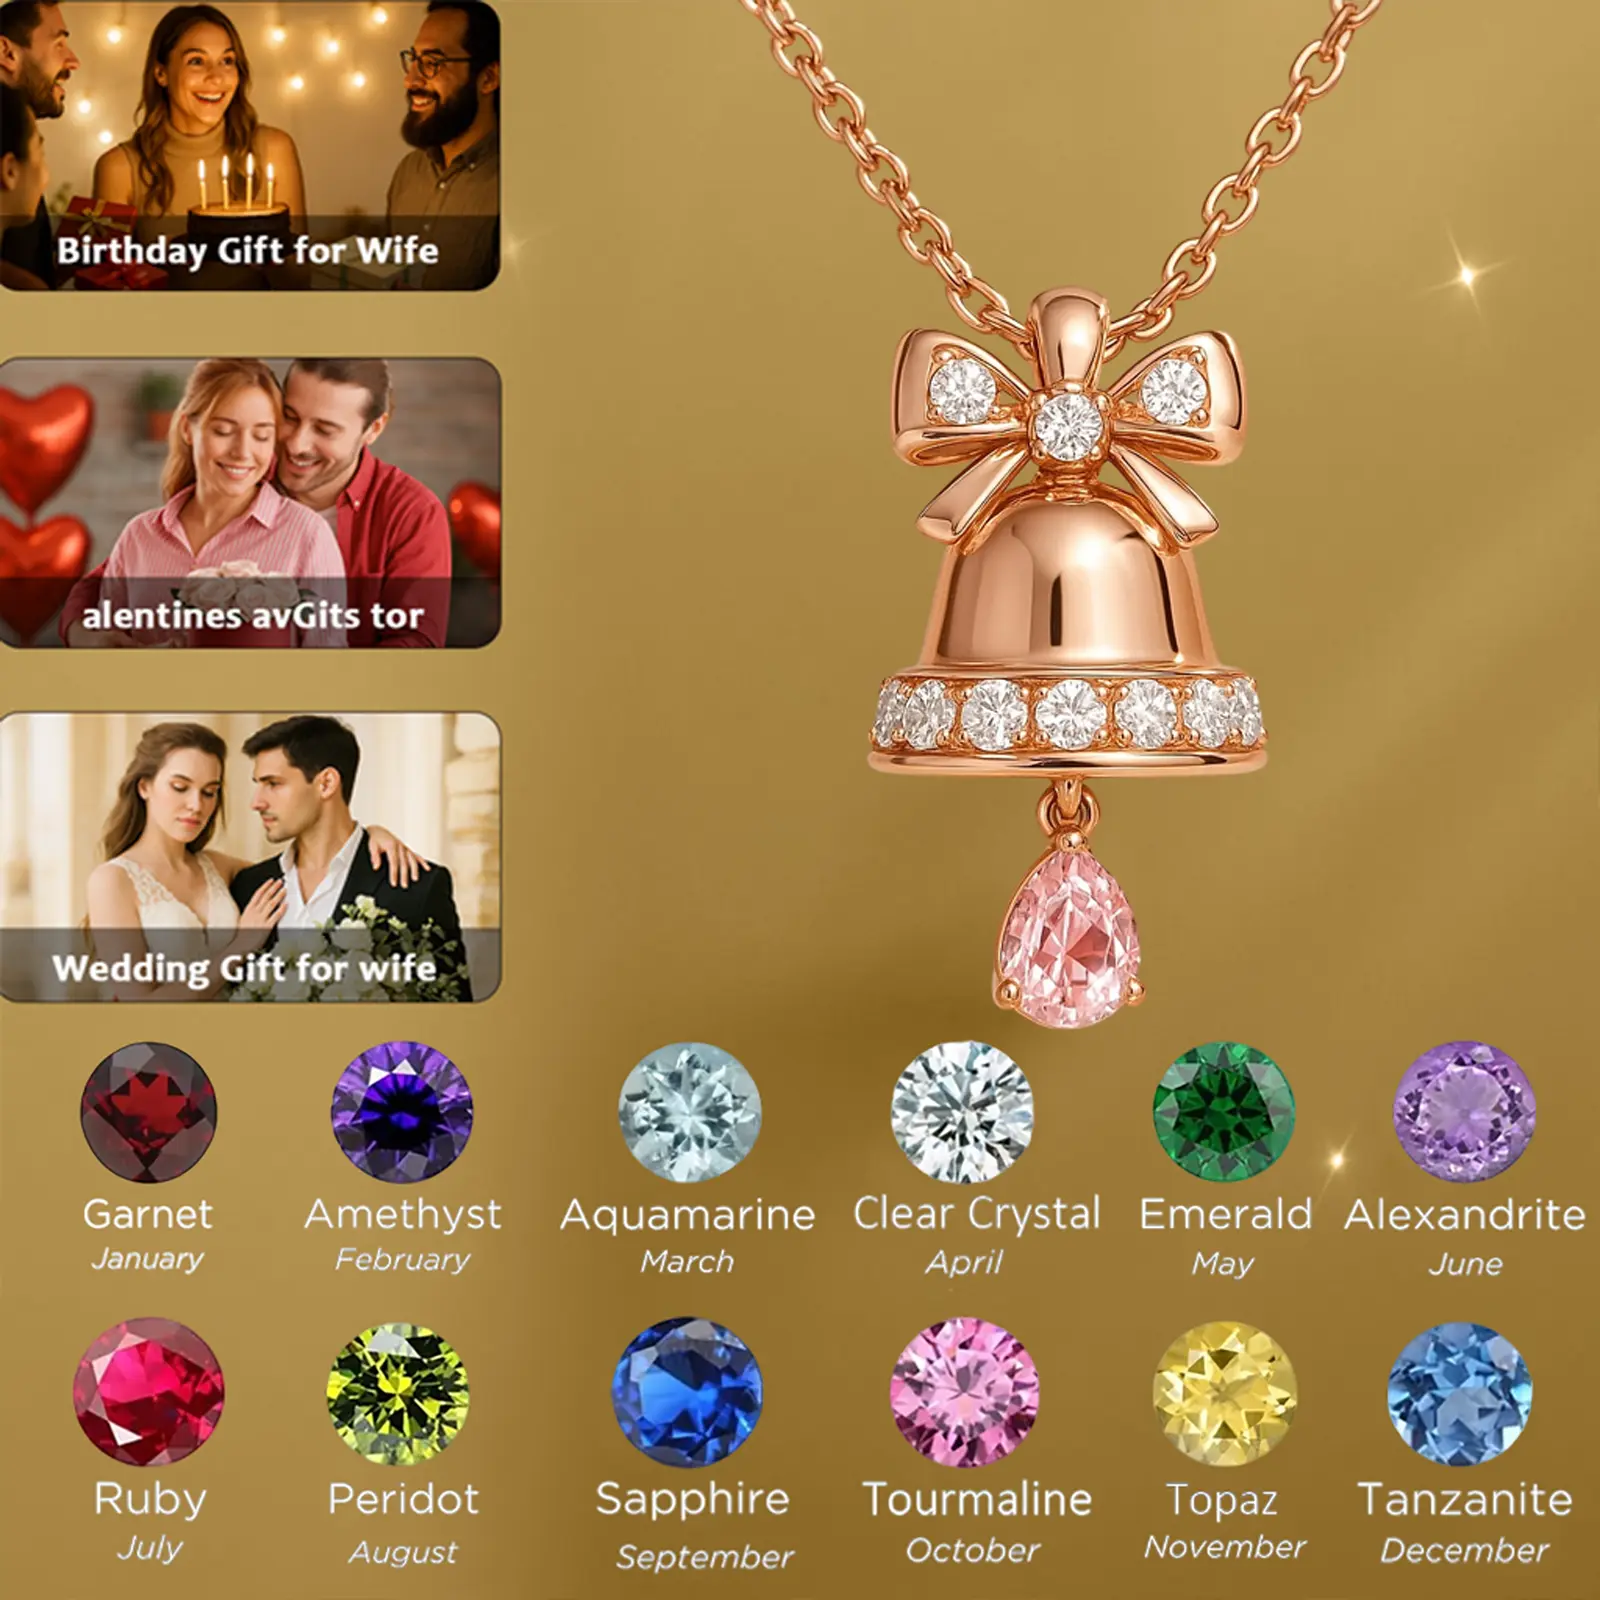 Birthday Gift for Wife
alentines avGits tor
Wedding Gift for wife
Garnet
January
Amethyst
February
Aquamarine
March
Clear Crystal
April
Emerald
May
Alexandrite
June
Ruby
July
Peridot
August
Sapphire
September
Tourmaline
October
Topaz
November
Tanzanite
December